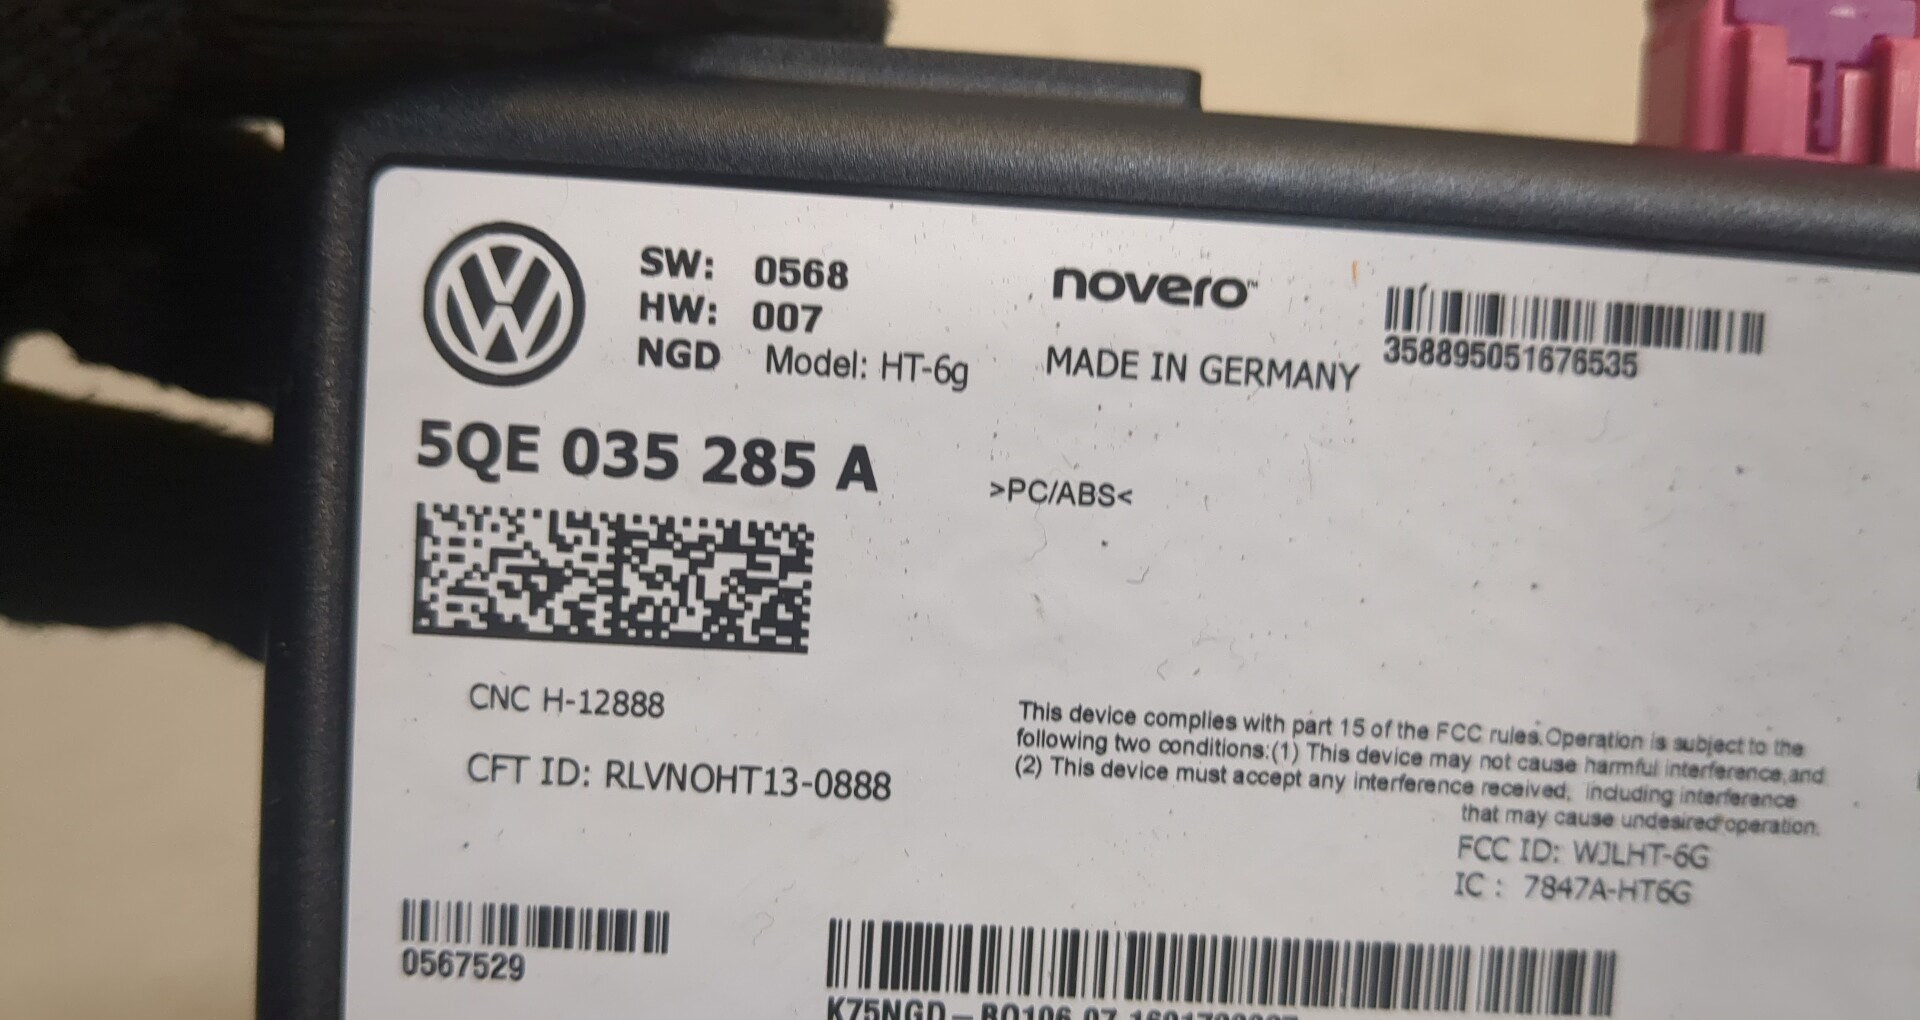 SW: 0568
HW: 007
NGD Model: HT-6g
novero™
MADE IN GERMANY
358895051676535
5QE 035 285 A
>PC/ABS<
CNC H-12888
CFT ID: RLVNOHT13-0888
This device complies with part 15 of the FCC rules.Operation is subject to the
following two conditions:(1) This device may not cause harmful interference,and
(2) This device must accept any interference received, including interference
that may cause undesired operation.
FCC ID: WJLHT-6G
IC : 7847A-HT6G
0567529
K75NGD-